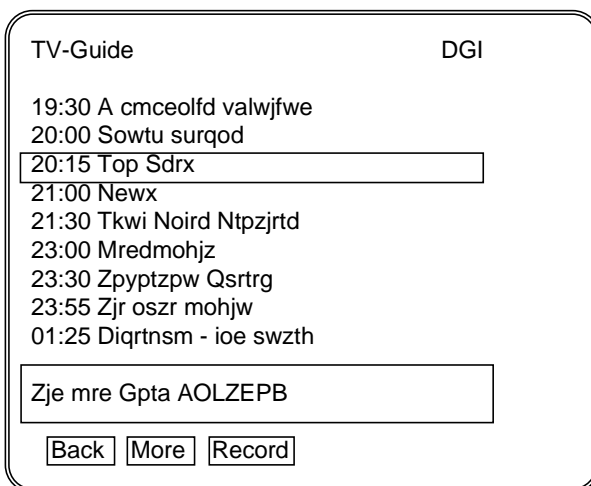 TV-Guide DGI
19:30 A cmceolfd valwjfwe
20:00 Sowtu surqod
20:15 Top Sdrx
21:00 Newx
21:30 Tkwi Noird Ntpzjrtd
23:00 Mredmohjz
23:30 Zpyptzpw Qsrtrg
23:55 Zjr oszr mohjw
01:25 Diqrtnsm - ioe swzth
Zje mre Gpta AOLZEPB
Back More Record